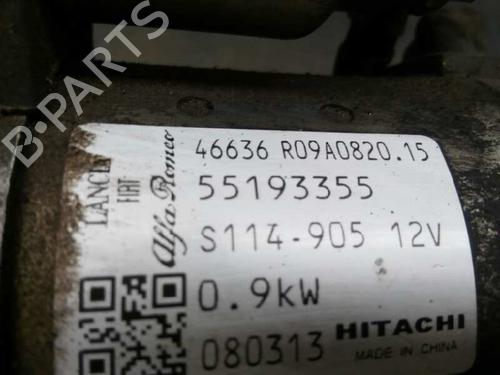 46636 R09A0820.15
LANCIA
FIAT
Alfa Romeo
55193355
S114-905 12V
0.9kW
080313 HITACHI
MADE IN CHINA
B-PARTS